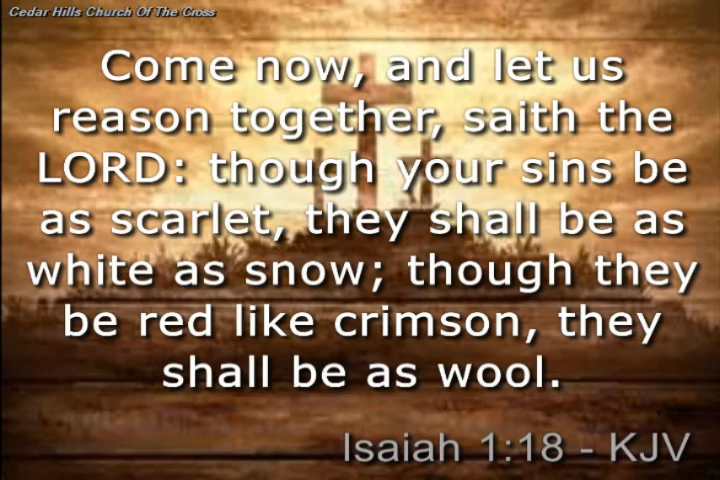 Cedar Hills Church Of The Cross
Come now, and let us
reason together, saith the
LORD: though your sins be
as scarlet, they shall be as
white as snow; though they
be red like crimson, they
shall be as wool.
Isaiah 1:18 - KJV